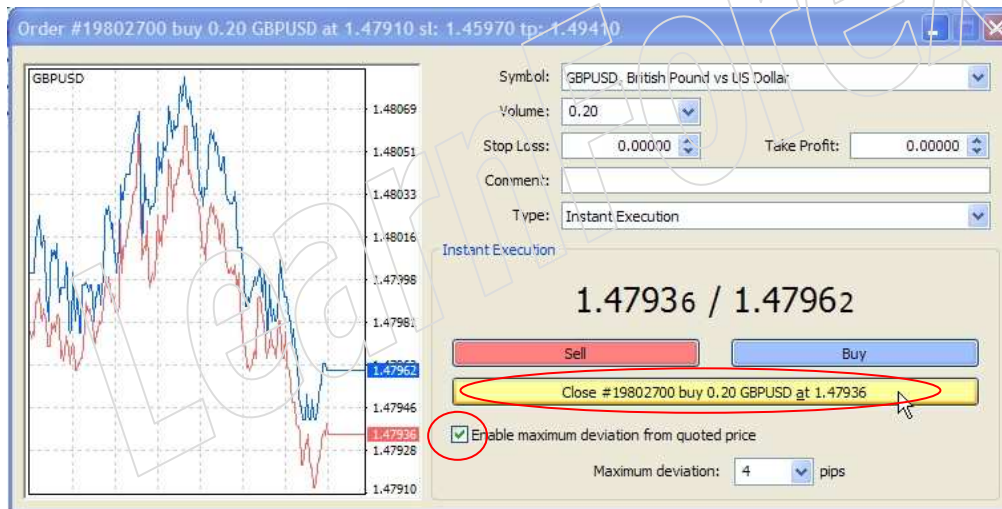 Order #19802700 buy 0.20 GBPUSD at 1.47910 sl: 1.45970 tp: 1.49410
GBPUSD
1.48069
1.48051
1.48033
1.48016
1.47998
1.47981
1.47962
1.47946
1.47936
1.47928
1.47910
Symbol: GBPUSD, British Pound vs US Dollar
Volume: 0.20
Stop Loss: 0.00000 Take Profit: 0.00000
Comment:
Type: Instant Execution
Instant Execution
1.47936 / 1.47962
Sell Buy
Close #19802700 buy 0.20 GBPUSD at 1.47936
Enable maximum deviation from quoted price
Maximum deviation: 4 pips
LearnForex